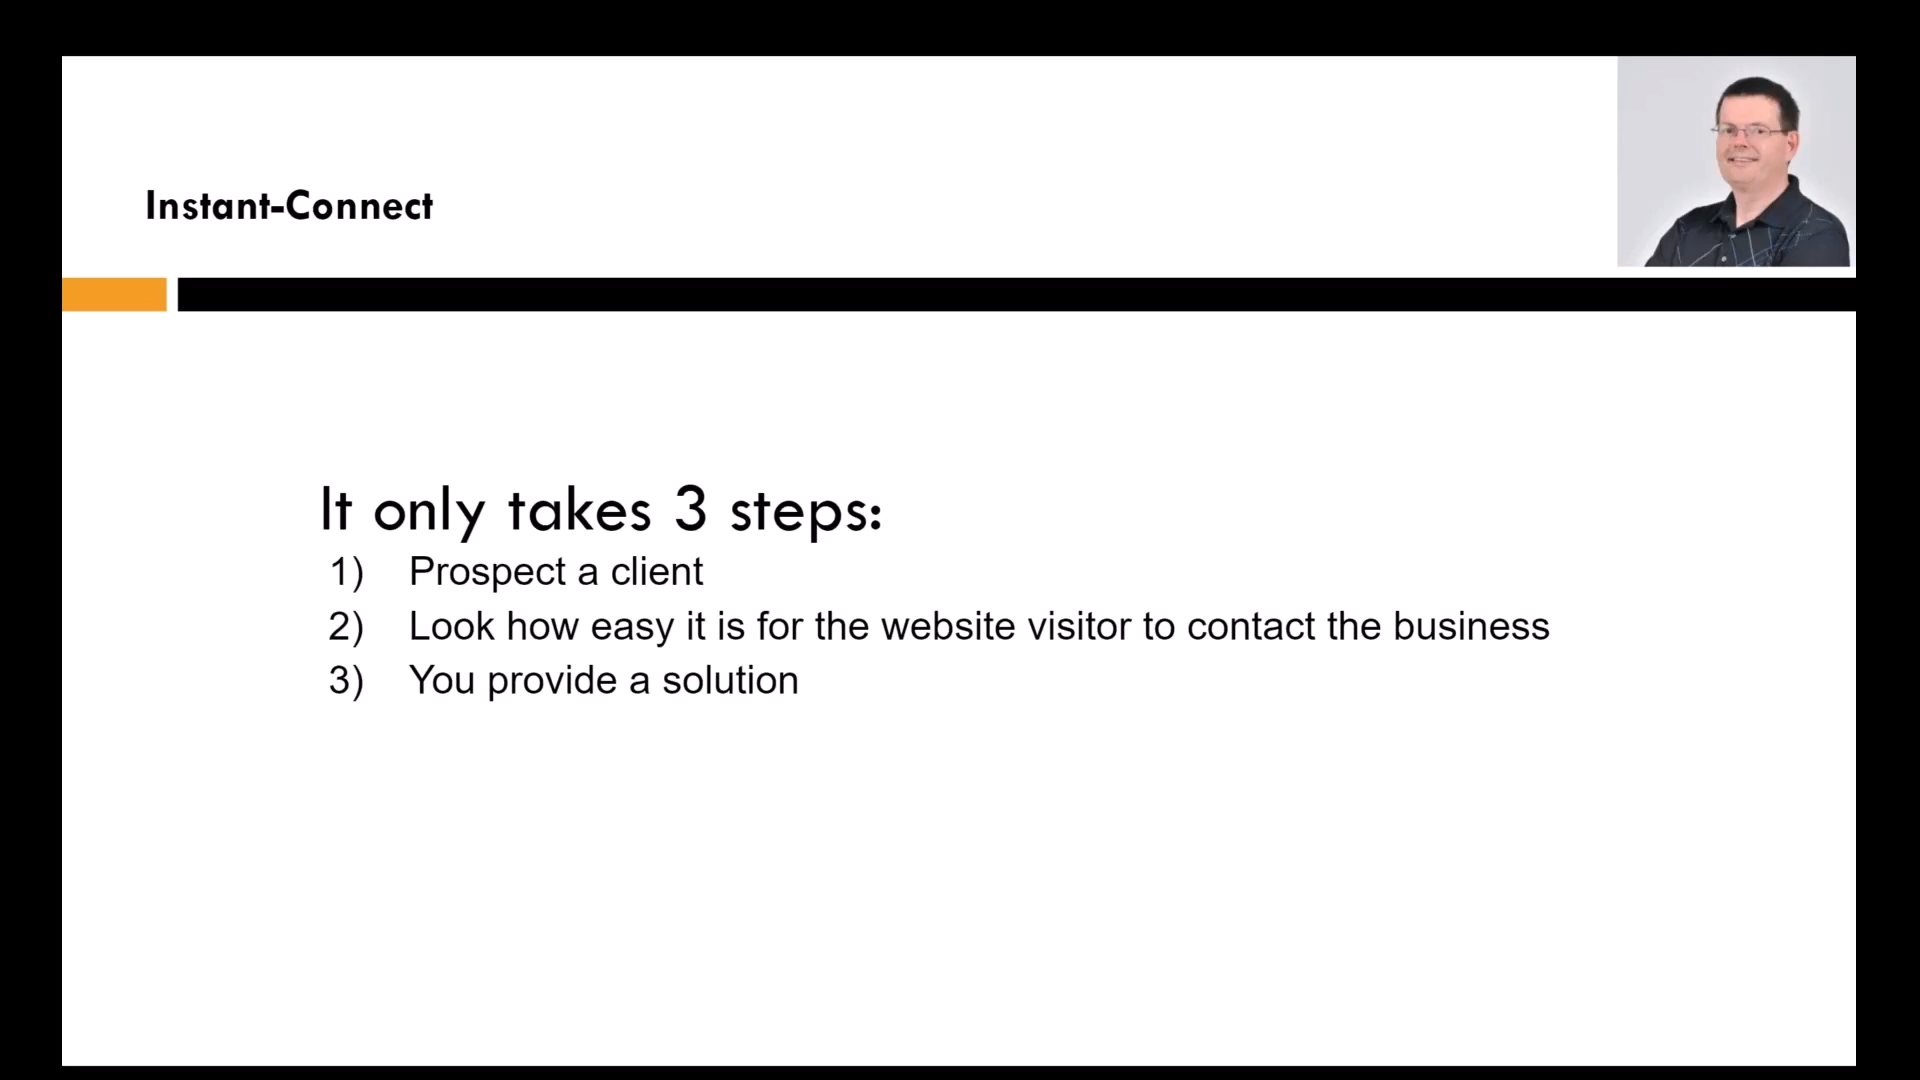 Instant-Connect
It only takes 3 steps:
1) Prospect a client
2) Look how easy it is for the website visitor to contact the business
3) You provide a solution